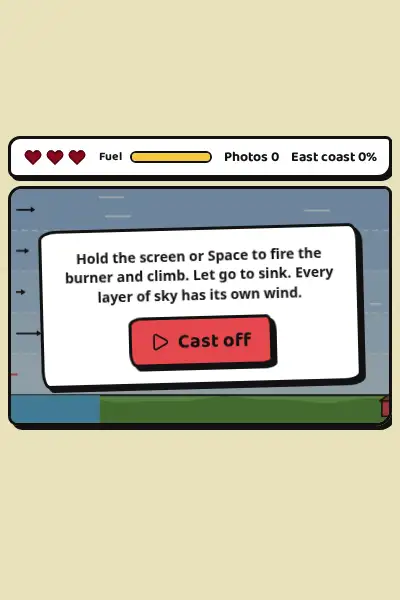 Fuel Photos 0 East coast 0%
Hold the screen or Space to fire the
burner and climb. Let go to sink. Every
layer of sky has its own wind.
Cast off